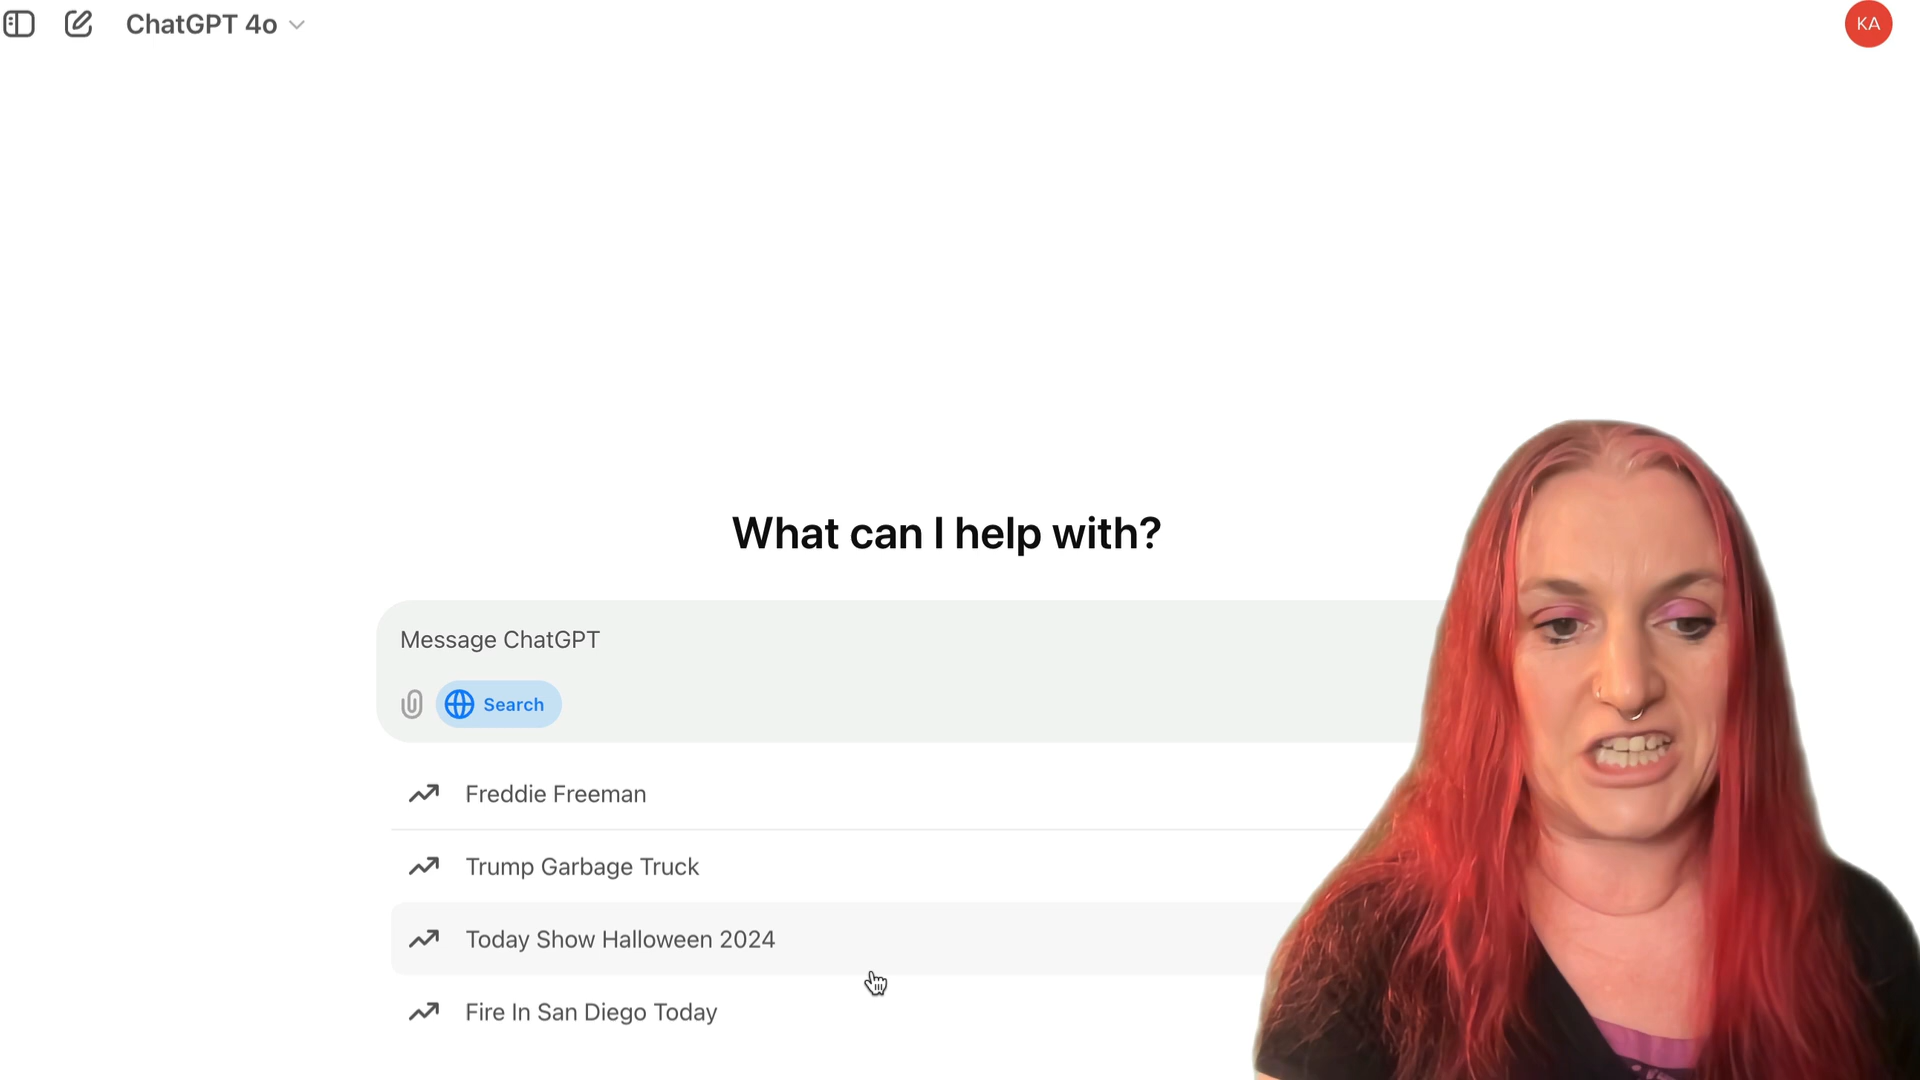 ChatGPT 4o
KA
What can I help with?
Message ChatGPT
Search
Freddie Freeman
Trump Garbage Truck
Today Show Halloween 2024
Fire In San Diego Today